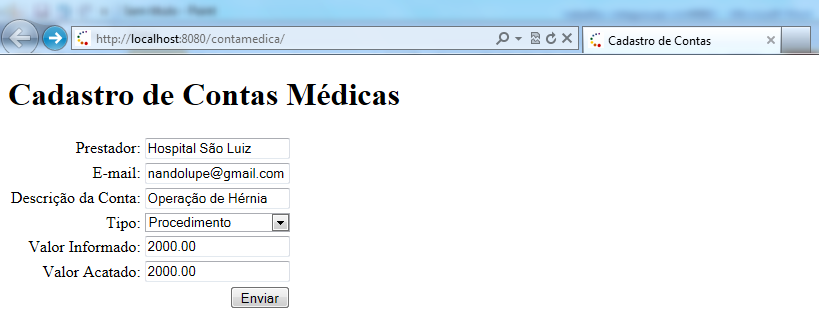 http://localhost:8080/contamedica/
Cadastro de Contas
Cadastro de Contas Médicas
Prestador: Hospital São Luiz
E-mail: nandolupe@gmail.com
Descrição da Conta: Operação de Hérnia
Tipo: Procedimento
Valor Informado: 2000.00
Valor Acatado: 2000.00
Enviar